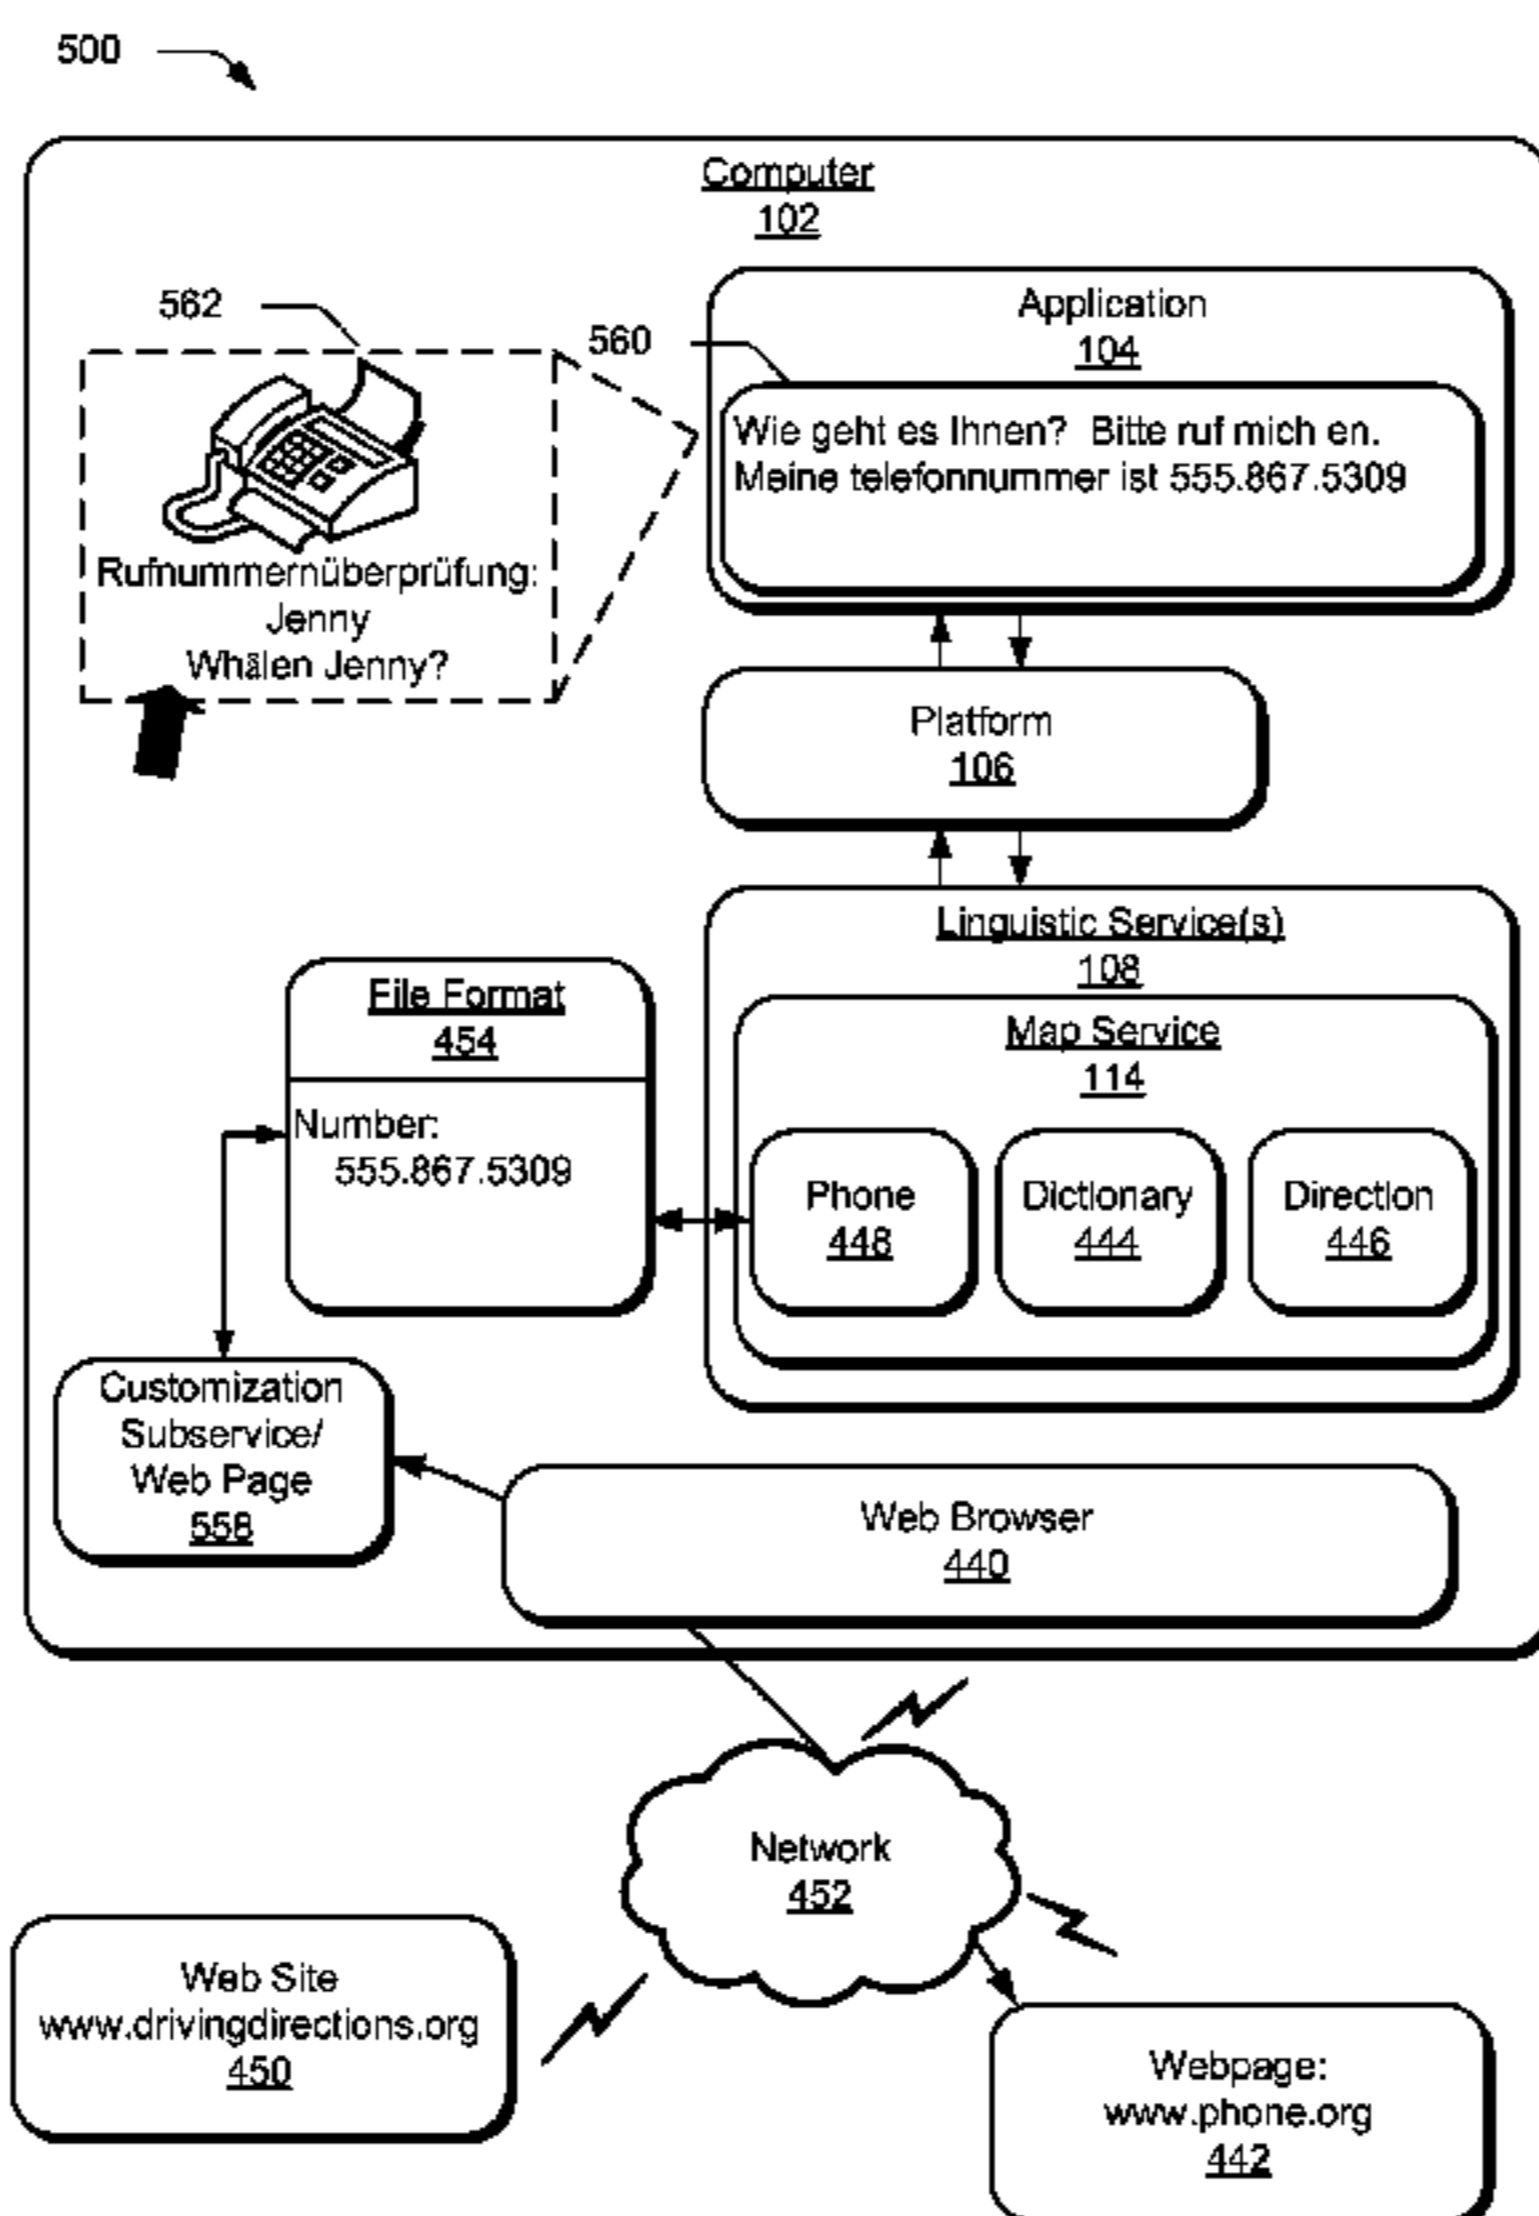 500
Computer
102
562
560
Application
104
Wie geht es Ihnen? Bitte ruf mich en.
Meine telefonnummer ist 555.867.5309
Rufnummernüberprüfung:
Jenny
Whälen Jenny?
Platform
106
Linguistic Service(s)
108
File Format
454
Number:
555.867.5309
Map Service
114
Phone
448
Dictionary
444
Direction
446
Customization
Subservice/
Web Page
558
Web Browser
440
Network
452
Web Site
www.drivingdirections.org
450
Webpage:
www.phone.org
442